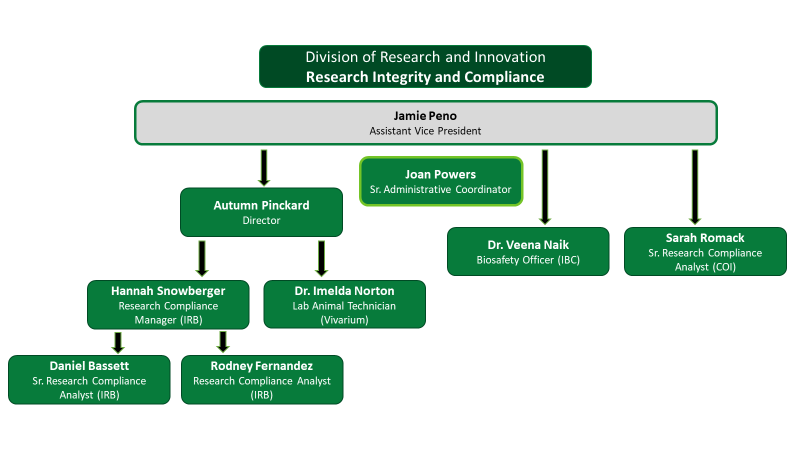 Division of Research and Innovation
Research Integrity and Compliance
Jamie Peno
Assistant Vice President
Joan Powers
Sr. Administrative Coordinator
Autumn Pinckard
Director
Dr. Veena Naik
Biosafety Officer (IBC)
Sarah Romack
Sr. Research Compliance
Analyst (COI)
Hannah Snowberger
Research Compliance
Manager (IRB)
Dr. Imelda Norton
Lab Animal Technician
(Vivarium)
Daniel Bassett
Sr. Research Compliance
Analyst (IRB)
Rodney Fernandez
Research Compliance Analyst
(IRB)